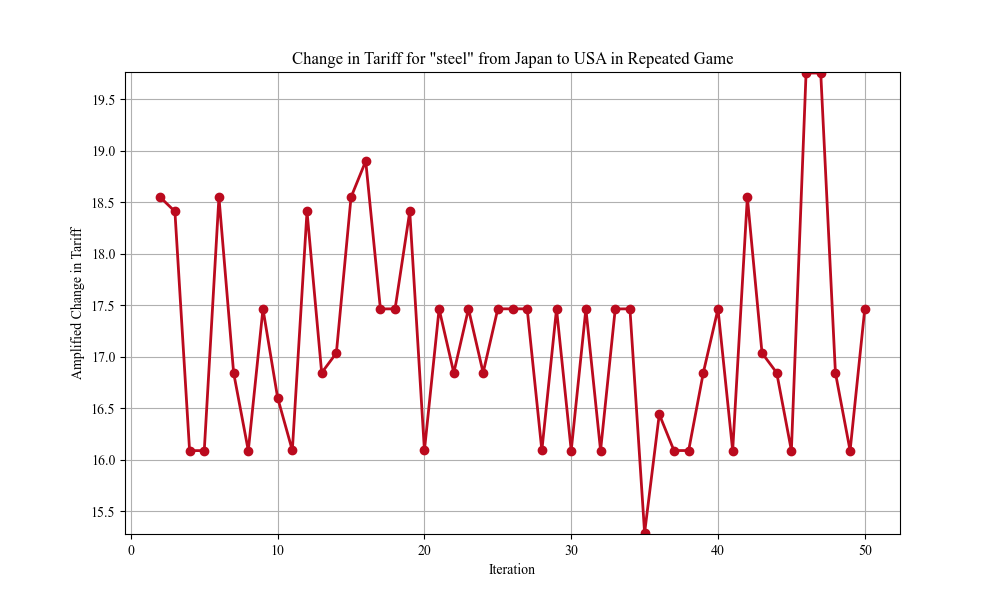 Change in Tariff for "steel" from Japan to USA in Repeated Game
Amplified Change in Tariff
19.5
19.0
18.5
18.0
17.5
17.0
16.5
16.0
15.5
0 10 20 30 40 50
Iteration